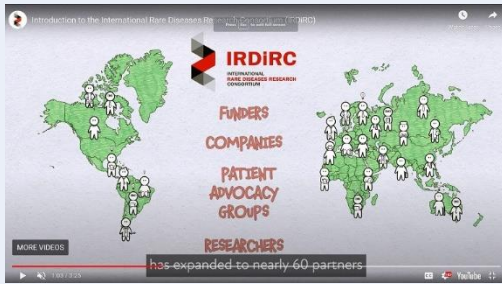 Introduction to the International Rare Diseases Research Consortium (IRDiRC)
IRDiRC
INTERNATIONAL
RARE DISEASES RESEARCH
CONSORTIUM
FUNDERS
COMPANIES
PATIENT
ADVOCACY
GROUPS
RESEARCHERS
MORE VIDEOS
has expanded to nearly 60 partners
YouTube